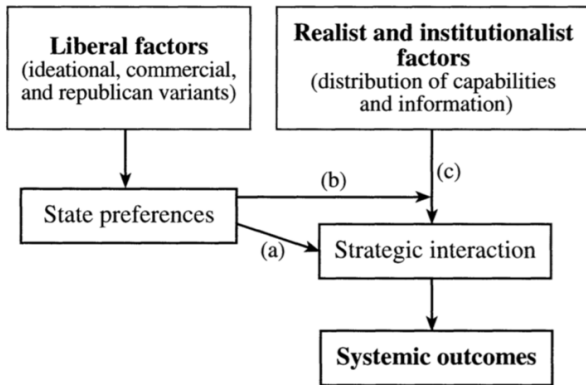 Liberal factors
(ideational, commercial,
and republican variants)
Realist and institutionalist
factors
(distribution of capabilities
and information)
(b)
(c)
State preferences
(a)
Strategic interaction
Systemic outcomes